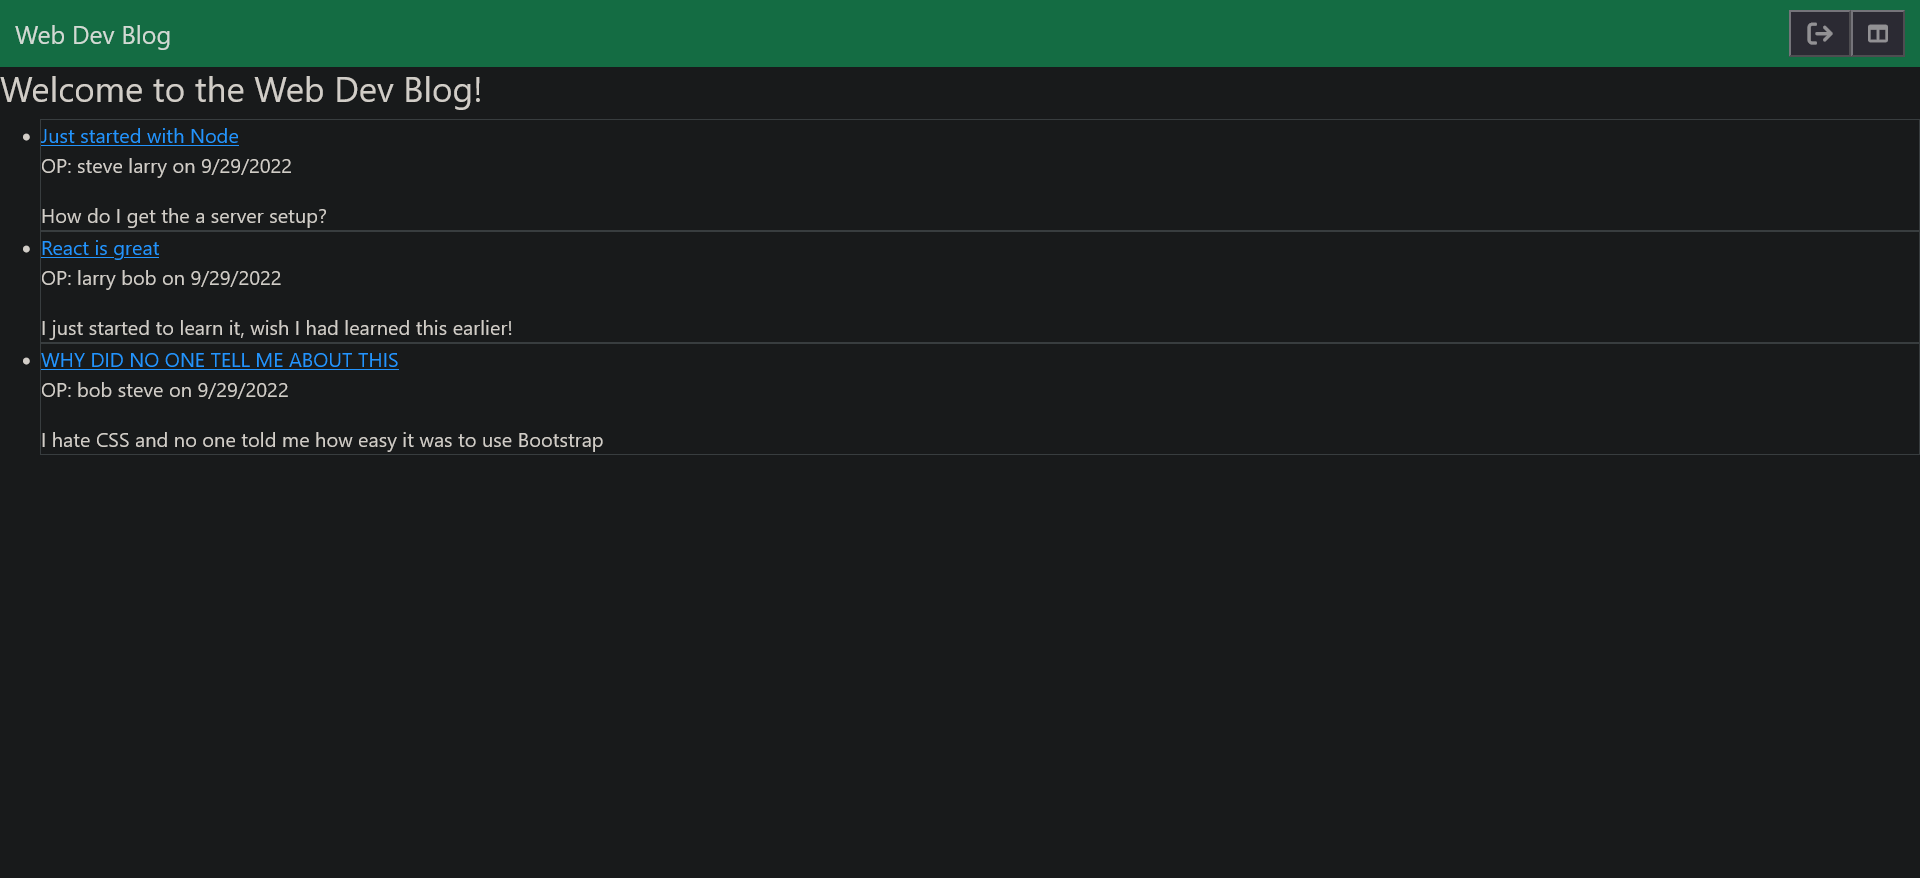 Web Dev Blog
Welcome to the Web Dev Blog!
Just started with Node
OP: steve larry on 9/29/2022
How do I get the a server setup?
React is great
OP: larry bob on 9/29/2022
I just started to learn it, wish I had learned this earlier!
WHY DID NO ONE TELL ME ABOUT THIS
OP: bob steve on 9/29/2022
I hate CSS and no one told me how easy it was to use Bootstrap